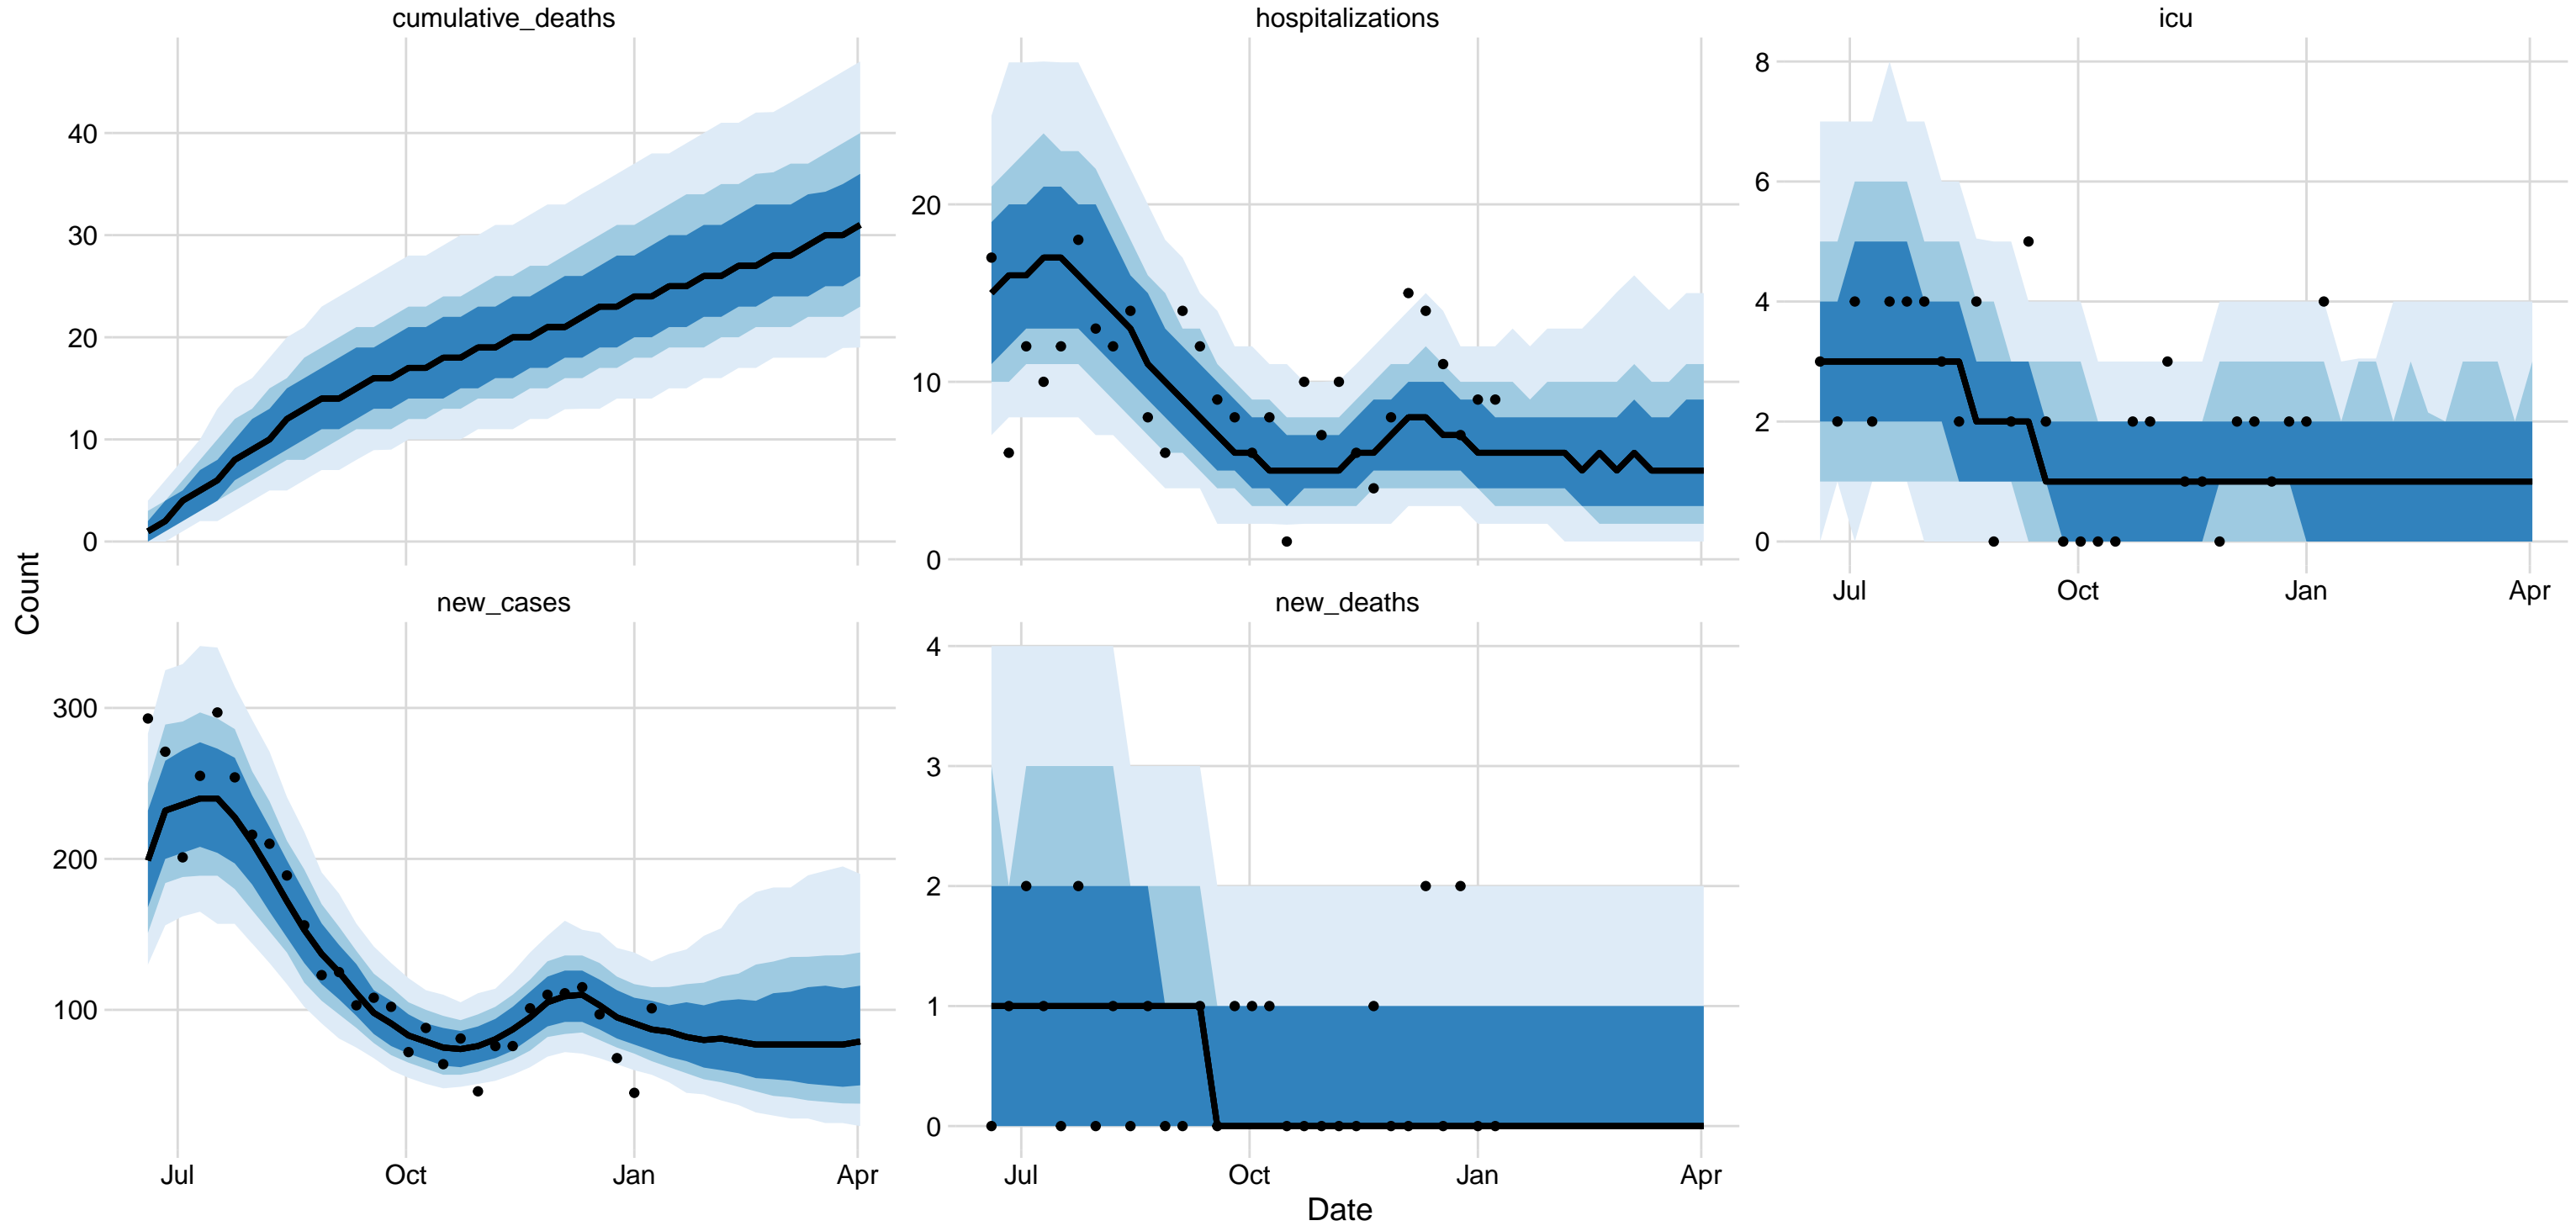 cumulative_deaths
hospitalizations
icu
40
30
20
10
0
20
10
0
8
6
4
2
0
Jul Oct Jan Apr
Count
new_cases
new_deaths
300
200
100
4
3
2
1
0
Jul Oct Jan Apr
Jul Oct Jan Apr
Date